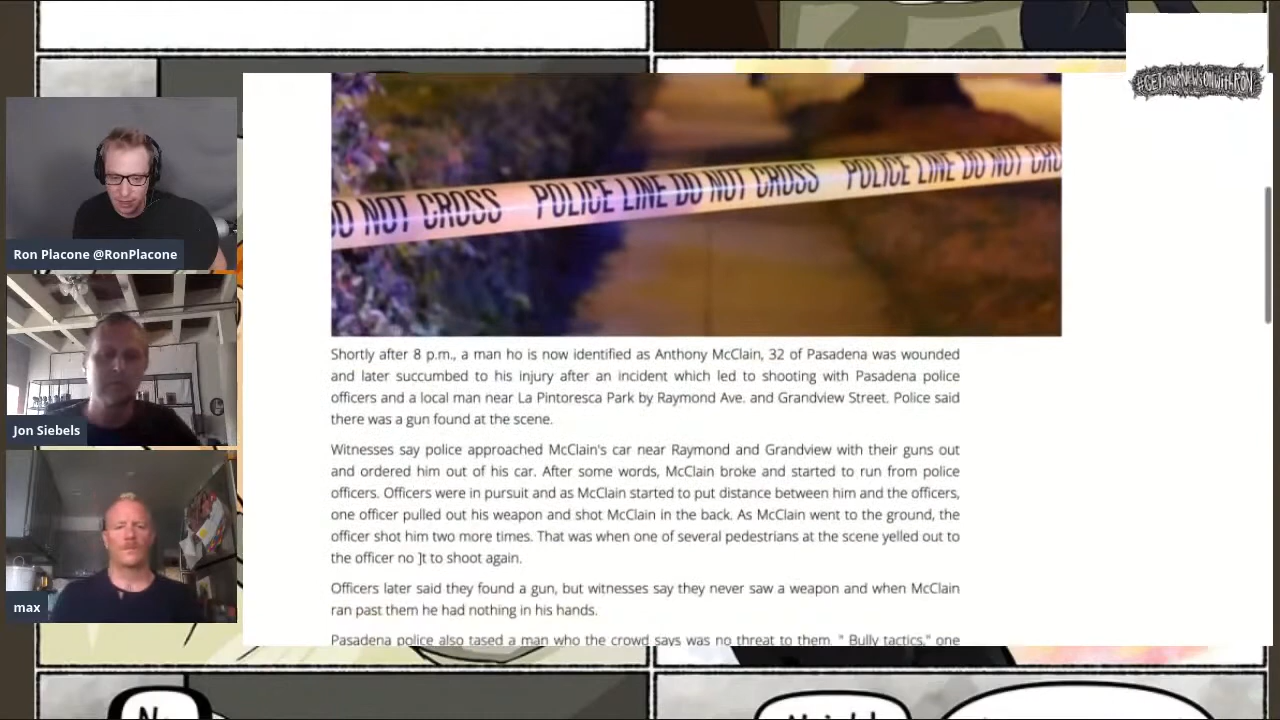 #GETYOURNEWSONWITHRON
DO NOT CROSS POLICE LINE DO NOT CROSS POLICE LINE DO NOT CRO
Ron Placone @RonPlacone
Jon Siebels
max
Shortly after 8 p.m., a man ho is now identified as Anthony McClain, 32 of Pasadena was wounded
and later succumbed to his injury after an incident which led to shooting with Pasadena police
officers and a local man near La Pintoresca Park by Raymond Ave. and Grandview Street. Police said
there was a gun found at the scene.
Witnesses say police approached McClain's car near Raymond and Grandview with their guns out
and ordered him out of his car. After some words, McClain broke and started to run from police
officers. Officers were in pursuit and as McClain started to put distance between him and the officers,
one officer pulled out his weapon and shot McClain in the back. As McClain went to the ground, the
officer shot him two more times. That was when one of several pedestrians at the scene yelled out to
the officer no ]t to shoot again.
Officers later said they found a gun, but witnesses say they never saw a weapon and when McClain
ran past them he had nothing in his hands.
Pasadena police also tased a man who the crowd says was no threat to them. " Bully tactics," one